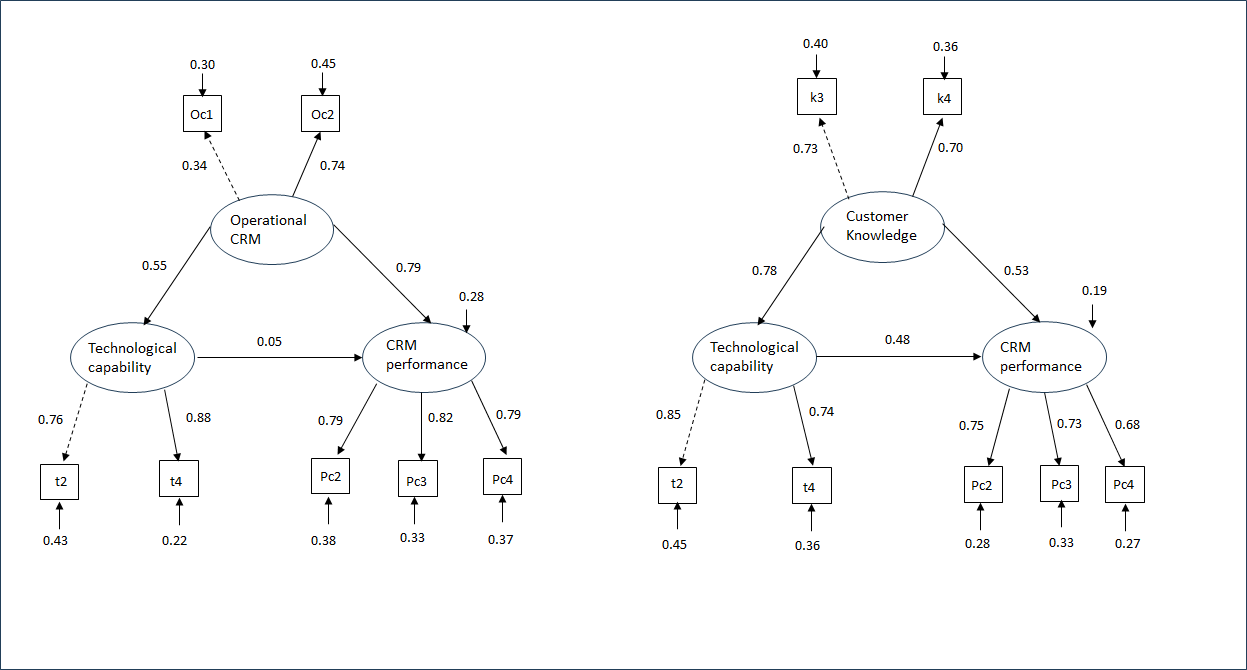 0.30
0.45
Oc1
Oc2
0.34
0.74
Operational
CRM
0.55
0.79
0.28
Technological
capability
0.05
CRM
performance
0.76
0.88
0.79
0.82
0.79
t2
t4
Pc2
Pc3
Pc4
0.43
0.22
0.38
0.33
0.37
0.40
0.36
k3
k4
0.73
0.70
Customer
Knowledge
0.78
0.53
0.19
Technological
capability
0.48
CRM
performance
0.85
0.74
0.75
0.73
0.68
t2
t4
Pc2
Pc3
Pc4
0.45
0.36
0.28
0.33
0.27